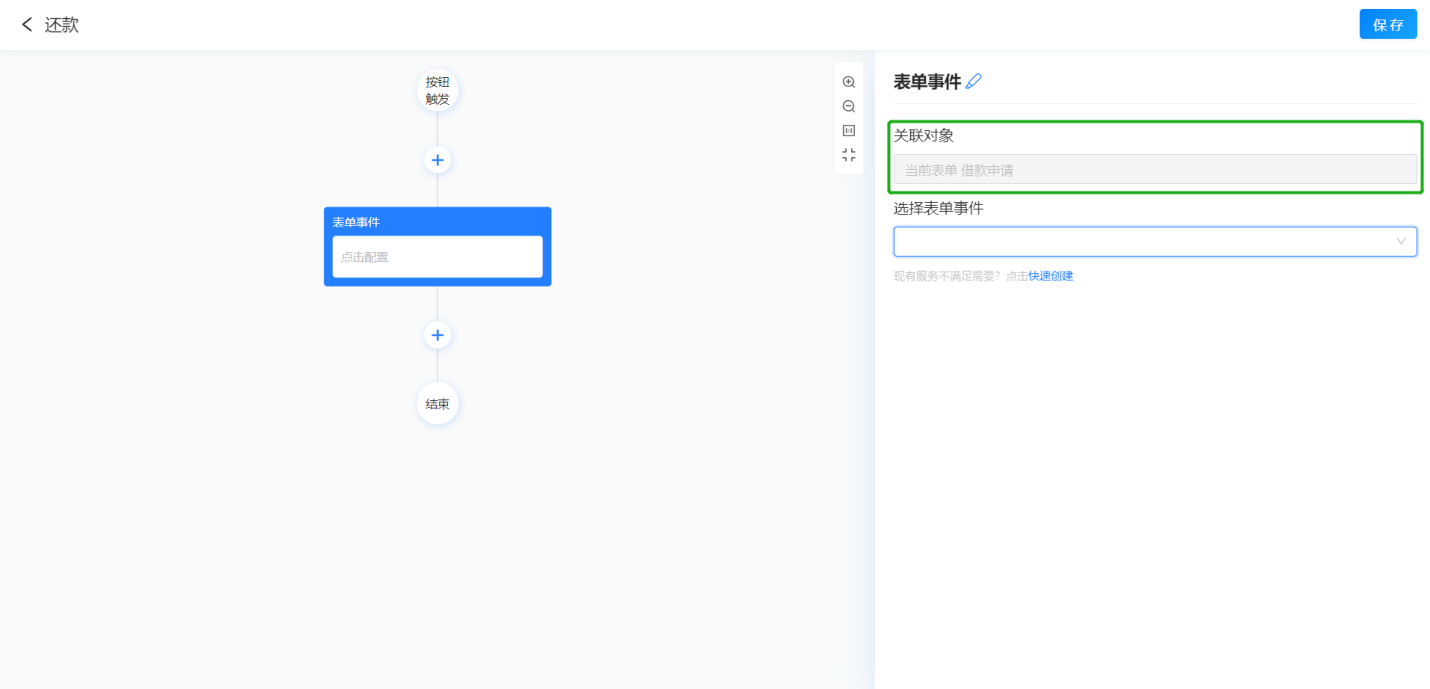 还款
保存
按钮
触发
表单事件
点击配置
结束
表单事件
关联对象
当前表单 借款申请
选择表单事件
现有服务不满足需要？点击快速创建